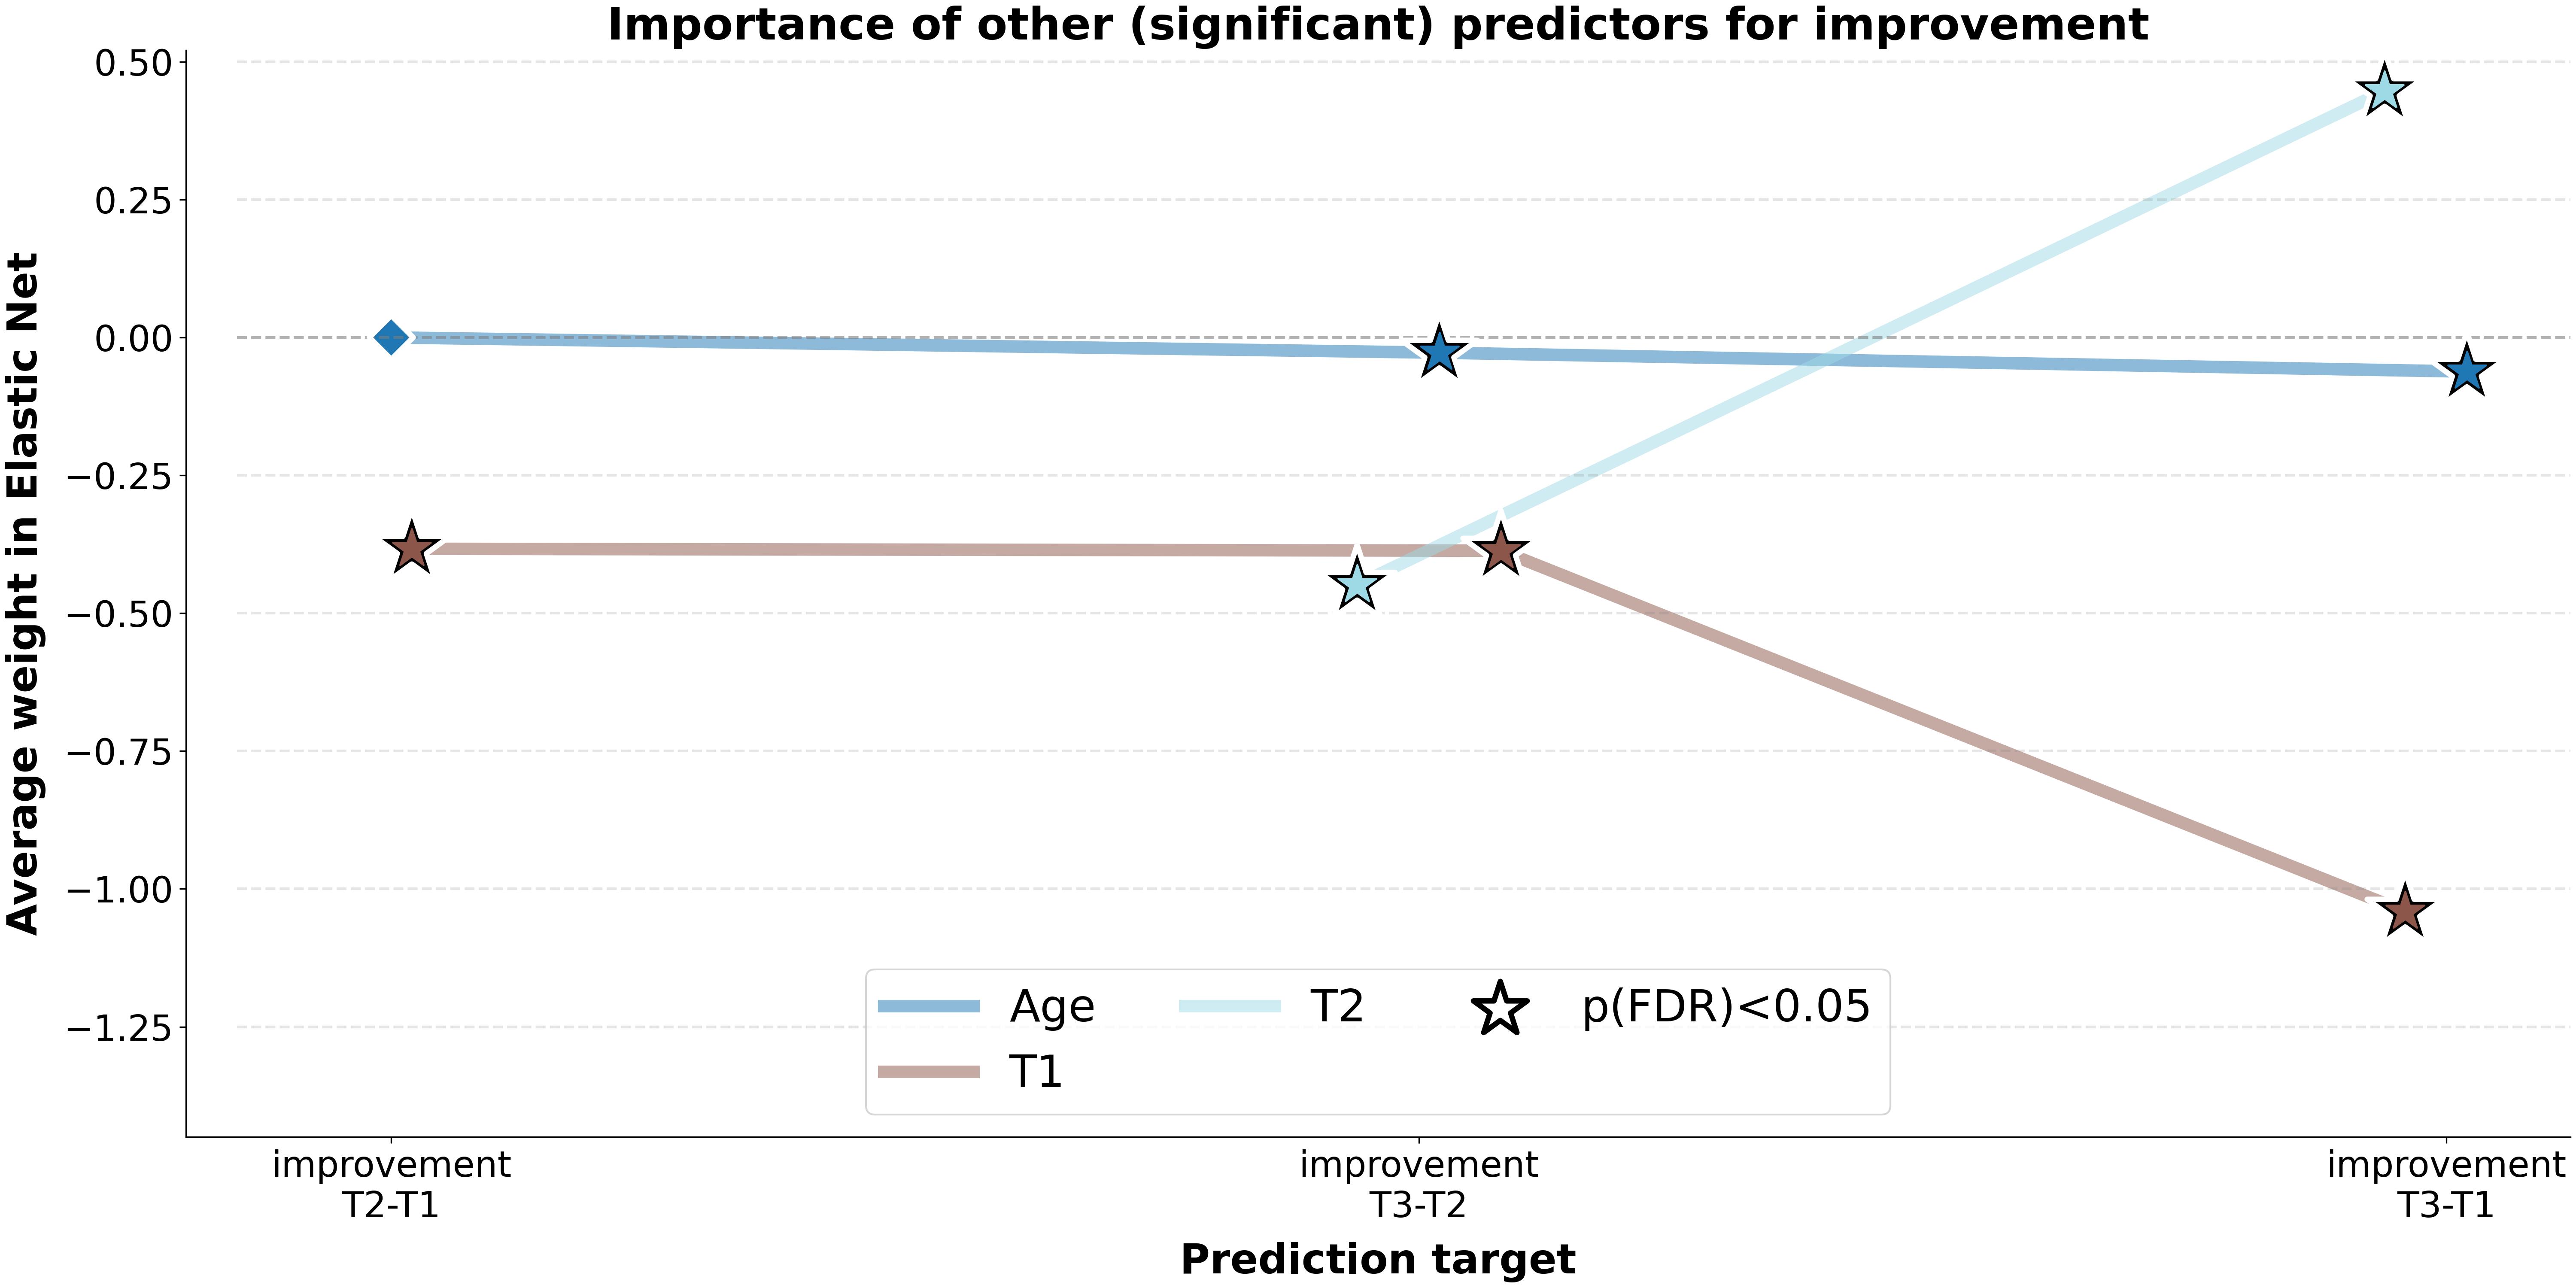 Importance of other (significant) predictors for improvement
Average weight in Elastic Net
0.50
0.25
0.00
−0.25
−0.50
−0.75
−1.00
−1.25
Age
T1
T2
p(FDR)<0.05
improvement
T2-T1
improvement
T3-T2
improvement
T3-T1
Prediction target